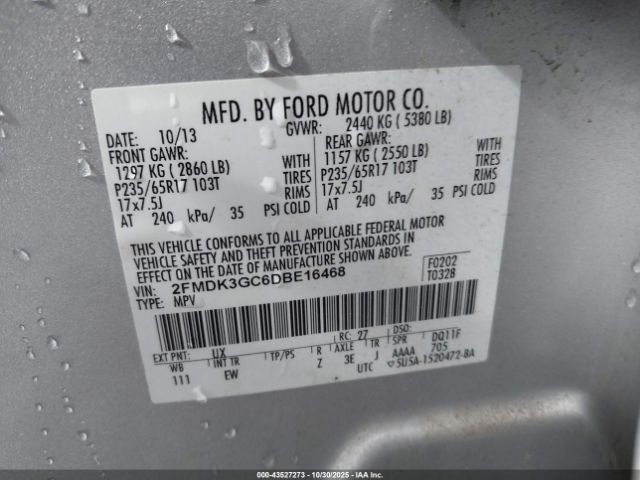 MFD. BY FORD MOTOR CO.
DATE: 10/13 GVWR: 2440 KG ( 5380 LB)
FRONT GAWR: REAR GAWR:
1297 KG ( 2860 LB) WITH 1157 KG ( 2550 LB) WITH
P235/65R17 103T TIRES P235/65R17 103T TIRES
17x7.5J RIMS 17x7.5J RIMS
AT 240 kPa/ 35 PSI COLD AT 240 kPa/ 35 PSI COLD
THIS VEHICLE CONFORMS TO ALL APPLICABLE FEDERAL MOTOR
VEHICLE SAFETY AND THEFT PREVENTION STANDARDS IN
EFFECT ON THE DATE OF MANUFACTURE SHOWN ABOVE.
VIN: 2FMDK3GC6DBE16468 F0202
TYPE: MPV T0328
EXT PNT: UX RC: 27 DSO:
WB INT TR TP/PS R AXLE TR SPR DQ11F
111 EW Z 3E J AAAA 705
UTC 5U5A-1520472-BA
000-43527273 - 10/30/2025 - IAAI.COM